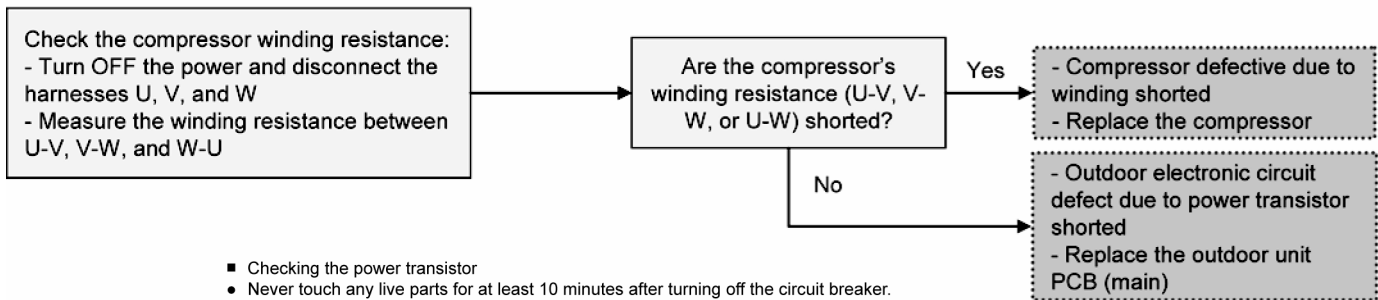 Check the compressor winding resistance:
- Turn OFF the power and disconnect the
harnesses U, V, and W
- Measure the winding resistance between
U-V, V-W, and W-U
Are the compressor's
winding resistance (U-V, V-
W, or U-W) shorted?
Yes
- Compressor defective due to
winding shorted
- Replace the compressor
No
- Outdoor electronic circuit
defect due to power transistor
shorted
- Replace the outdoor unit
PCB (main)
■ Checking the power transistor
● Never touch any live parts for at least 10 minutes after turning off the circuit breaker.